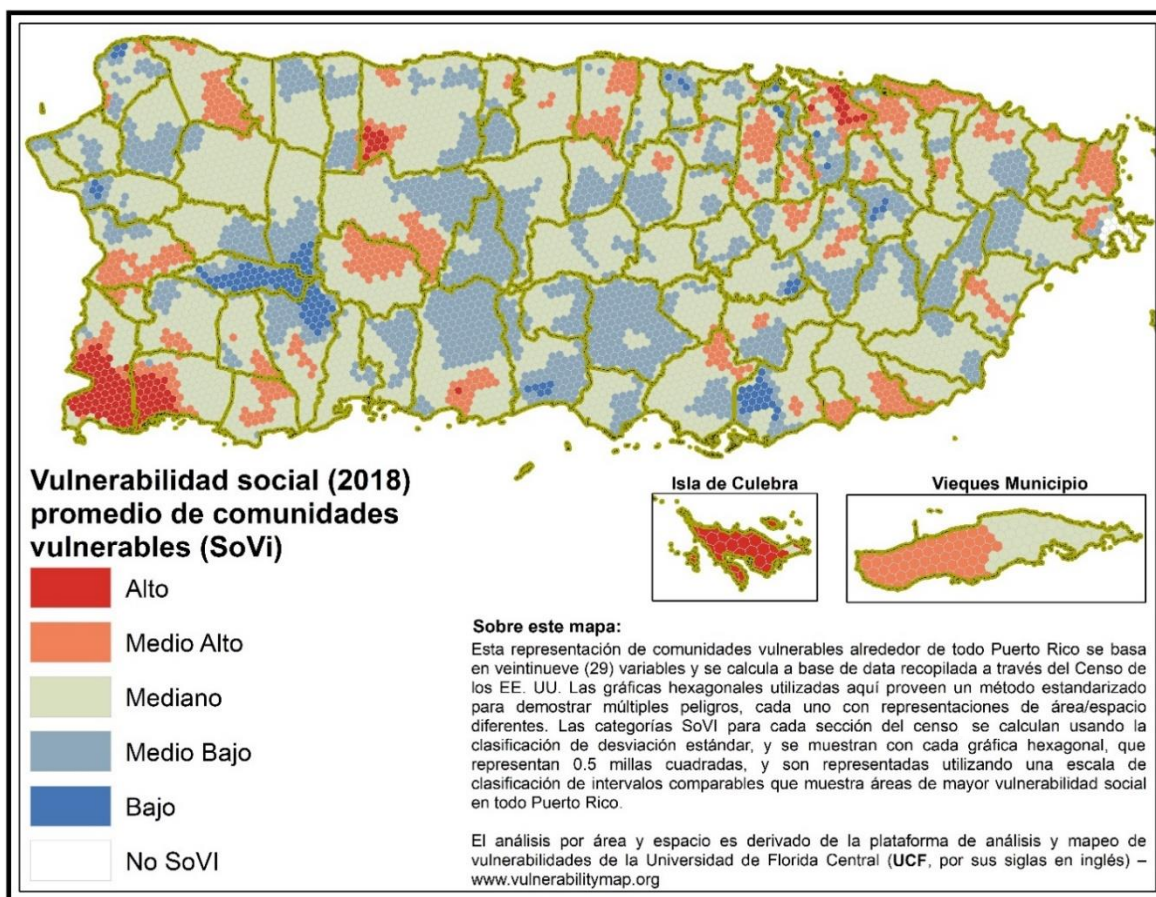 Vulnerabilidad social (2018)
promedio de comunidades
vulnerables (SoVi)
Alto
Medio Alto
Mediano
Medio Bajo
Bajo
No SoVI
Isla de Culebra
Vieques Municipio
Sobre este mapa:
Esta representación de comunidades vulnerables alrededor de todo Puerto Rico se basa
en veintinueve (29) variables y se calcula a base de data recopilada a través del Censo de
los EE. UU. Las gráficas hexagonales utilizadas aquí proveen un método estandarizado
para demostrar múltiples peligros, cada uno con representaciones de área/espacio
diferentes. Las categorías SoVI para cada sección del censo se calculan usando la
clasificación de desviación estándar, y se muestran con cada gráfica hexagonal, que
representan 0.5 millas cuadradas, y son representadas utilizando una escala de
clasificación de intervalos comparables que muestra áreas de mayor vulnerabilidad social
en todo Puerto Rico.
El análisis por área y espacio es derivado de la plataforma de análisis y mapeo de
vulnerabilidades de la Universidad de Florida Central (UCF, por sus siglas en inglés) –
www.vulnerabilitymap.org